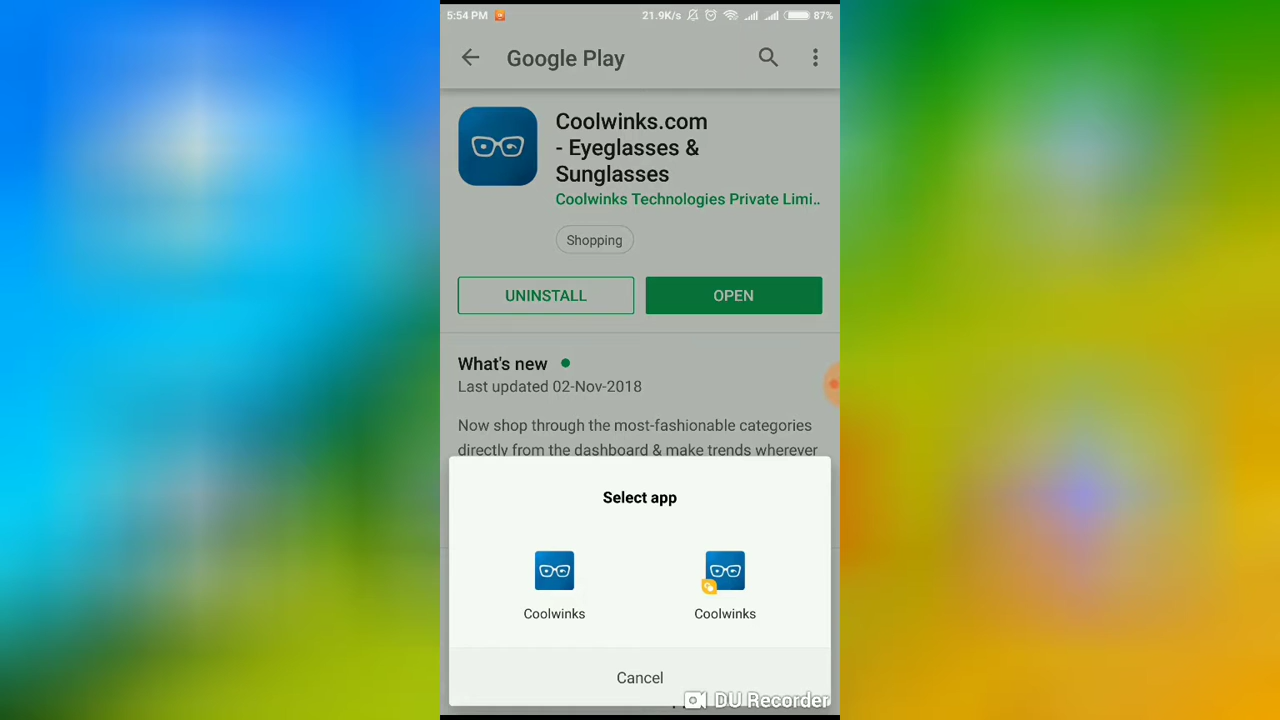 5:54 PM
21.9K/s
87%
Google Play
Coolwinks.com
- Eyeglasses &
Sunglasses
Coolwinks Technologies Private Limi..
Shopping
UNINSTALL
OPEN
What's new
Last updated 02-Nov-2018
Now shop through the most-fashionable categories
directly from the dashboard & make trends wherever
Select app
Coolwinks
Coolwinks
Cancel
DU Recorder